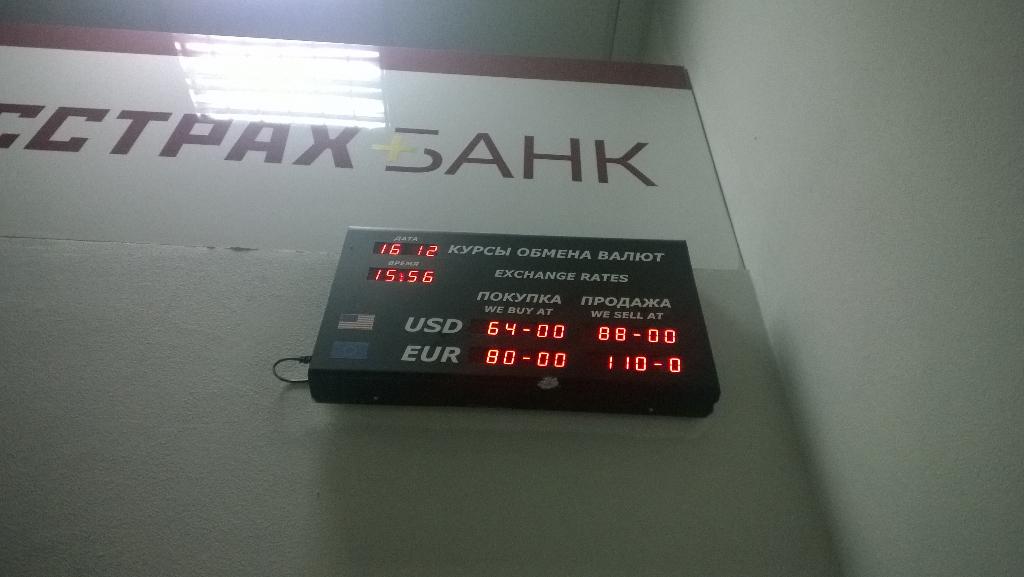 ССТРАХ БАНК
ДАТА
16 12
ВРЕМЯ
15:56
КУРСЫ ОБМЕНА ВАЛЮТ
EXCHANGE RATES
ПОКУПКА ПРОДАЖА
WE BUY AT WE SELL AT
USD 64-00 88-00
EUR 80-00 110-0